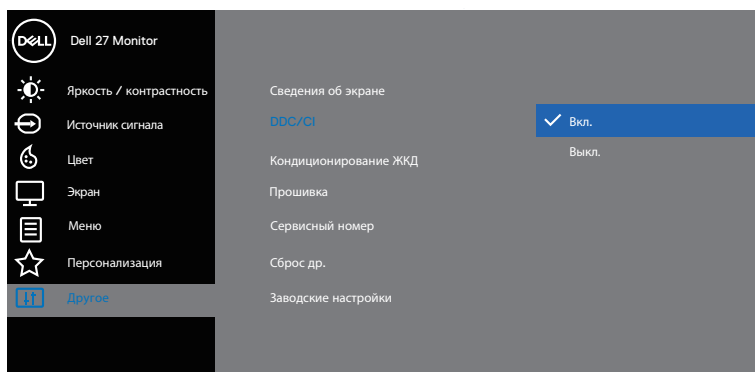 DELL
Dell 27 Monitor
Яркость / контрастность
Источник сигнала
Цвет
Экран
Меню
Персонализация
Другое
Сведения об экране
DDC/CI
Кондиционирование ЖКД
Прошивка
Сервисный номер
Сброс др.
Заводские настройки
Вкл.
Выкл.